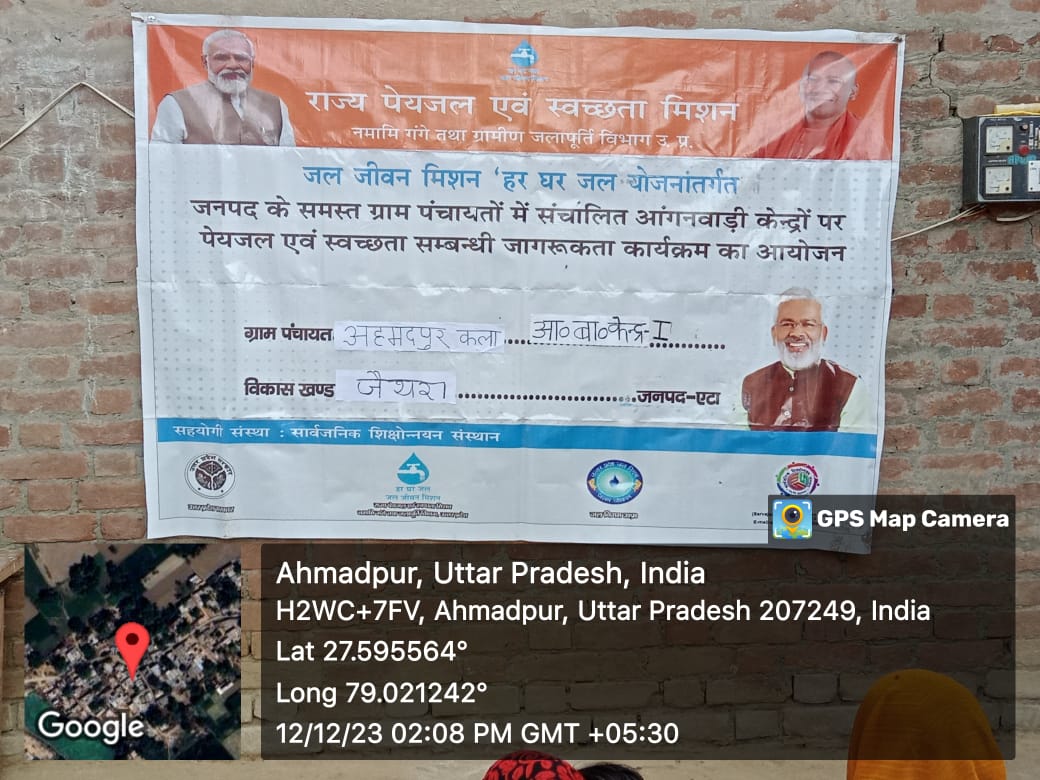 राज्य पेयजल एवं स्वच्छता मिशन
नमामि गंगे तथा ग्रामीण जलापूर्ति विभाग उ. प्र.
जल जीवन मिशन 'हर घर जल योजनांतर्गत
जनपद के समस्त ग्राम पंचायतों में संचालित आंगनवाड़ी केन्द्रों पर
पेयजल एवं स्वच्छता सम्बन्धी जागरूकता कार्यक्रम का आयोजन
ग्राम पंचायत अहमदपुर कला ..... आ०बा०केन्द्र-I
विकास खण्ड जैथरा ..... जनपद-एटा
सहयोगी संस्था : सार्वजनिक शिक्षोन्नयन संस्थान
हर घर जल
जल जीवन मिशन
GPS Map Camera
Ahmadpur, Uttar Pradesh, India
H2WC+7FV, Ahmadpur, Uttar Pradesh 207249, India
Lat 27.595564°
Long 79.021242°
12/12/23 02:08 PM GMT +05:30
Google